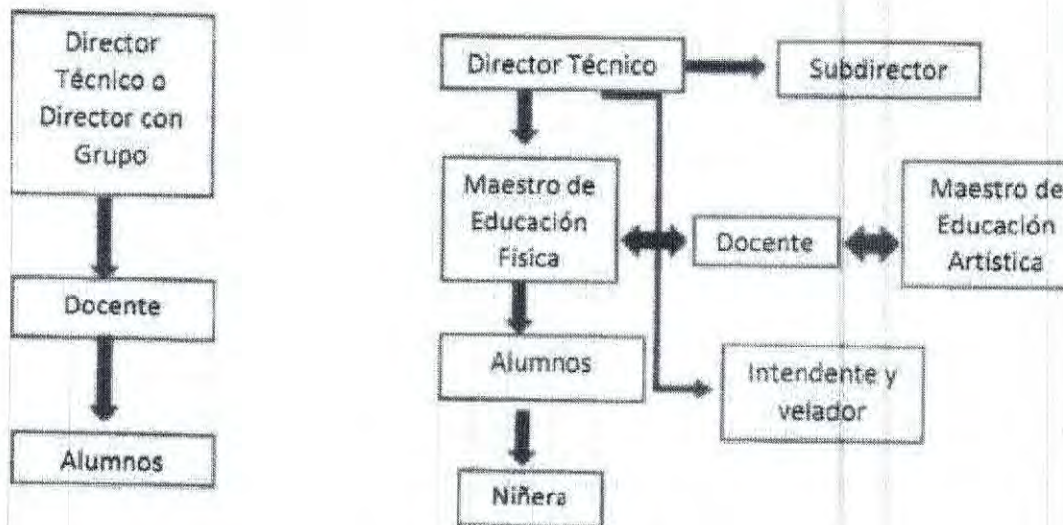 Director
Técnico o
Director con
Grupo
Docente
Alumnos
Director Técnico
Subdirector
Maestro de
Educación
Física
Docente
Maestro de
Educación
Artística
Alumnos
Intendente y
velador
Niñera